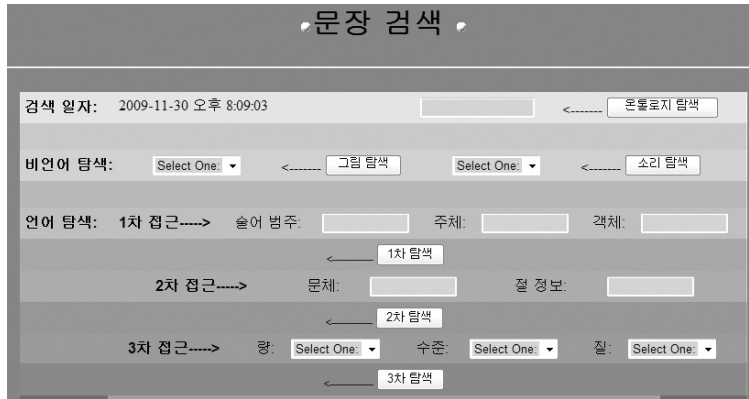 문장 검색
검색 일자: 2009-11-30 오후 8:09:03 <------- 온톨로지 탐색
비언어 탐색: Select One: <------- 그림 탐색 Select One: <------- 소리 탐색
언어 탐색: 1차 접근-----> 술어 범주: 주체: 객체:
<--------- 1차 탐색
2차 접근-----> 문체: 절 정보:
<--------- 2차 탐색
3차 접근-----> 량: Select One: 수준: Select One: 질: Select One:
<--------- 3차 탐색